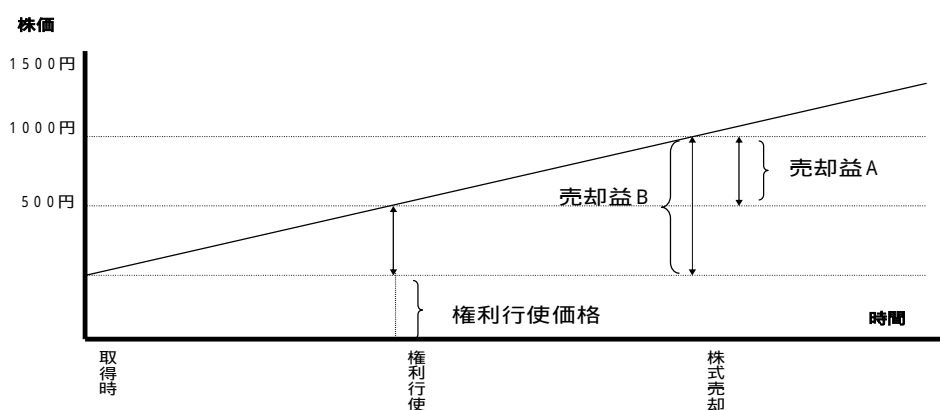 株価
1500円
1000円
500円
売却益A
売却益B
権利行使価格
時間
取得時
権利行使
株式売却